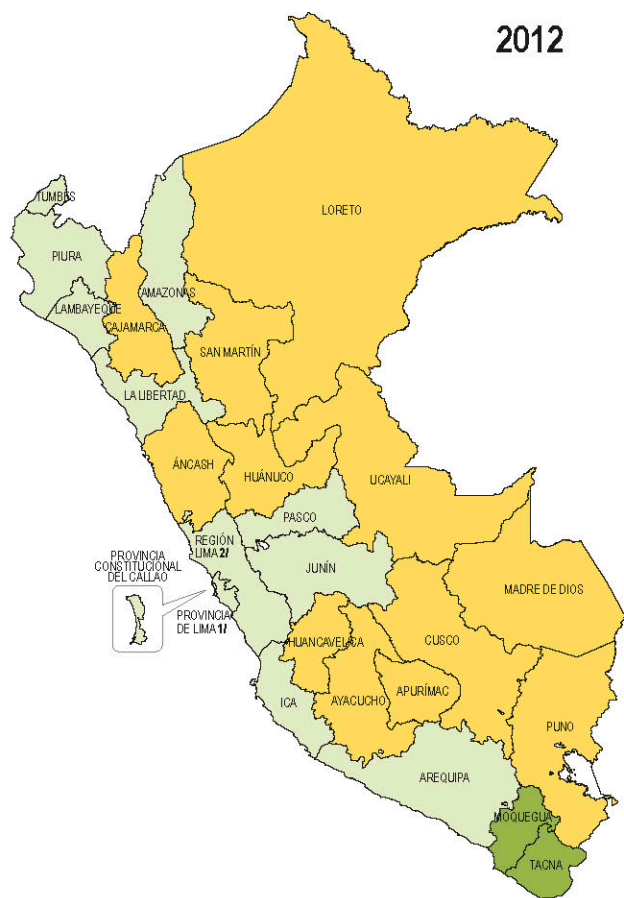 2012
LORETO
TUMBES
PIURA
AMAZONAS
LAMBAYEQUE
CAJAMARCA
SAN MARTÍN
LA LIBERTAD
ÁNCASH
HUÁNUCO
UCAYALI
PASCO
REGIÓN
LIMA 2/
PROVINCIA
CONSTITUCIONAL
DEL CALLAO
JUNÍN
MADRE DE DIOS
PROVINCIA
DE LIMA 1/
HUANCAVELICA
CUSCO
ICA
AYACUCHO
APURÍMAC
PUNO
AREQUIPA
MOQUEGUA
TACNA